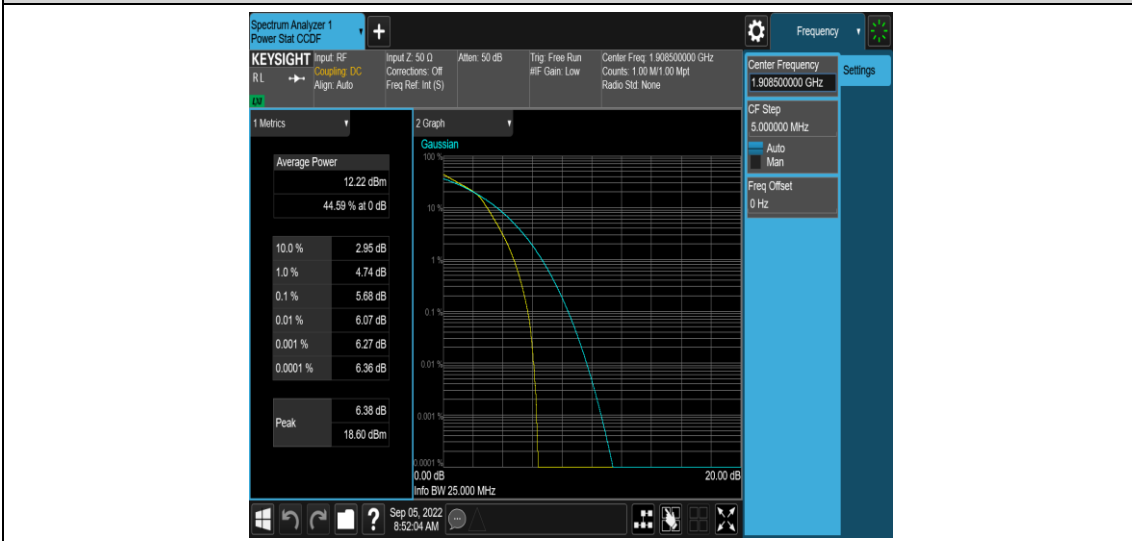 Spectrum Analyzer 1
Power Stat CCDF
+
Frequency
KEYSIGHT
RL
LXI
Input: RF
Coupling: DC
Align: Auto
Input Z: 50 Ω
Corrections: Off
Freq Ref: Int (S)
Atten: 50 dB
Trig: Free Run
#IF Gain: Low
Center Freq: 1.908500000 GHz
Counts: 1.00 M/1.00 Mpt
Radio Std: None
Center Frequency
1.908500000 GHz
Settings
CF Step
5.000000 MHz
Auto
Man
Freq Offset
0 Hz
1 Metrics
Average Power
12.22 dBm
44.59 % at 0 dB
10.0 % 2.95 dB
1.0 % 4.74 dB
0.1 % 5.68 dB
0.01 % 6.07 dB
0.001 % 6.27 dB
0.0001 % 6.36 dB
Peak
6.38 dB
18.60 dBm
2 Graph
Gaussian
100 %
10 %
1 %
0.1 %
0.01 %
0.001 %
0.0001 %
0.00 dB 20.00 dB
Info BW 25.000 MHz
?
Sep 05, 2022
8:52:04 AM